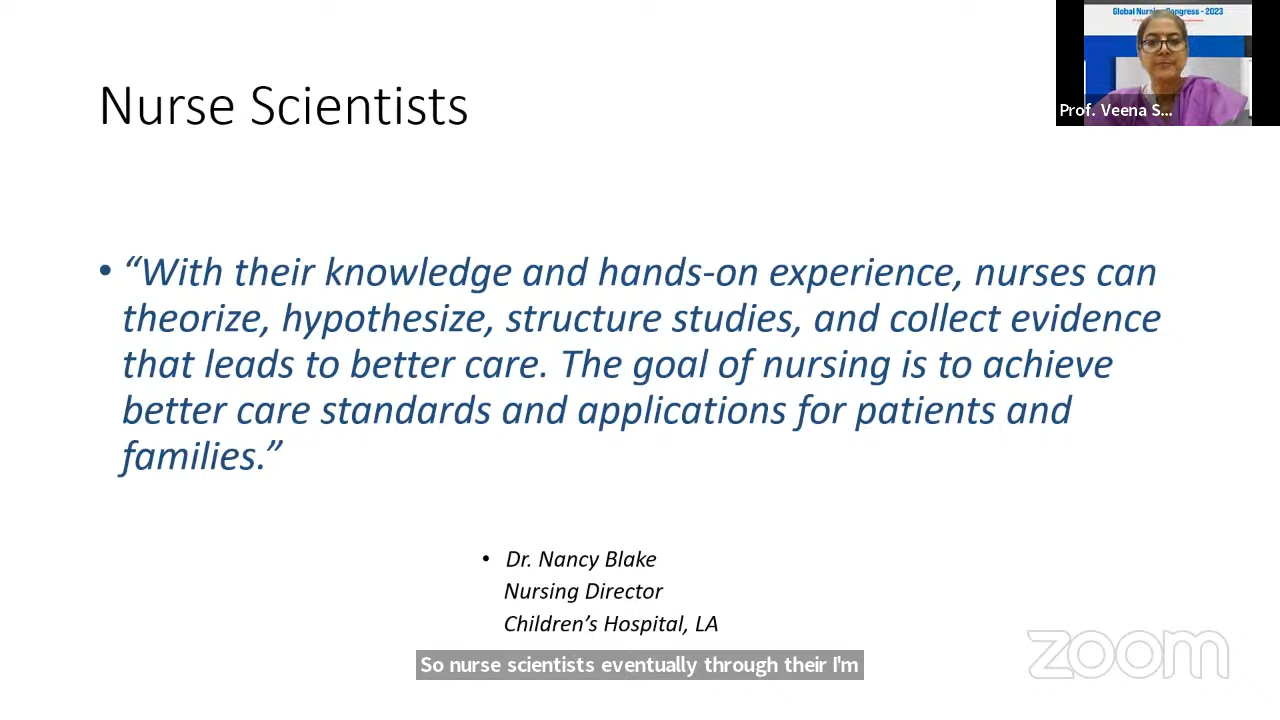 Global Nursing Congress - 2023
Prof. Veena S...
Nurse Scientists
• “With their knowledge and hands-on experience, nurses can
theorize, hypothesize, structure studies, and collect evidence
that leads to better care. The goal of nursing is to achieve
better care standards and applications for patients and
families.”
• Dr. Nancy Blake
Nursing Director
Children’s Hospital, LA
So nurse scientists eventually through their I'm
zoom